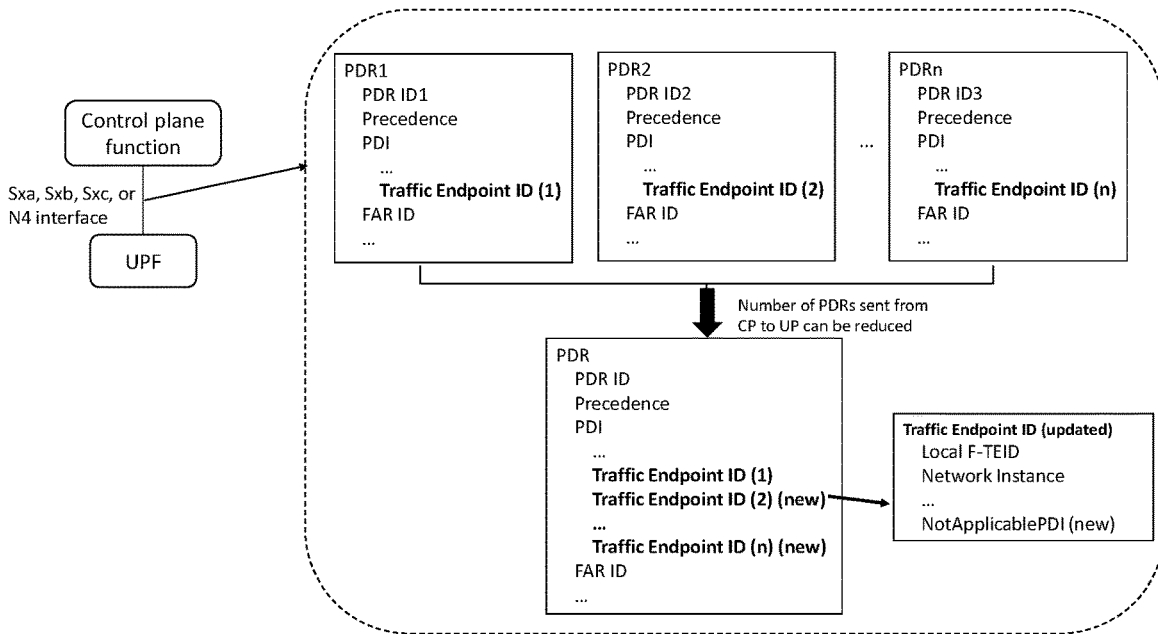 Control plane
function
Sxa, Sxb, Sxc, or
N4 interface
UPF
PDR1
PDR ID1
Precedence
PDI
...
Traffic Endpoint ID (1)
FAR ID
...
PDR2
PDR ID2
Precedence
PDI
...
Traffic Endpoint ID (2)
FAR ID
...
...
PDRn
PDR ID3
Precedence
PDI
...
Traffic Endpoint ID (n)
FAR ID
...
Number of PDRs sent from
CP to UP can be reduced
PDR
PDR ID
Precedence
PDI
...
Traffic Endpoint ID (1)
Traffic Endpoint ID (2) (new)
...
Traffic Endpoint ID (n) (new)
FAR ID
...
Traffic Endpoint ID (updated)
Local F-TEID
Network Instance
...
NotApplicablePDI (new)